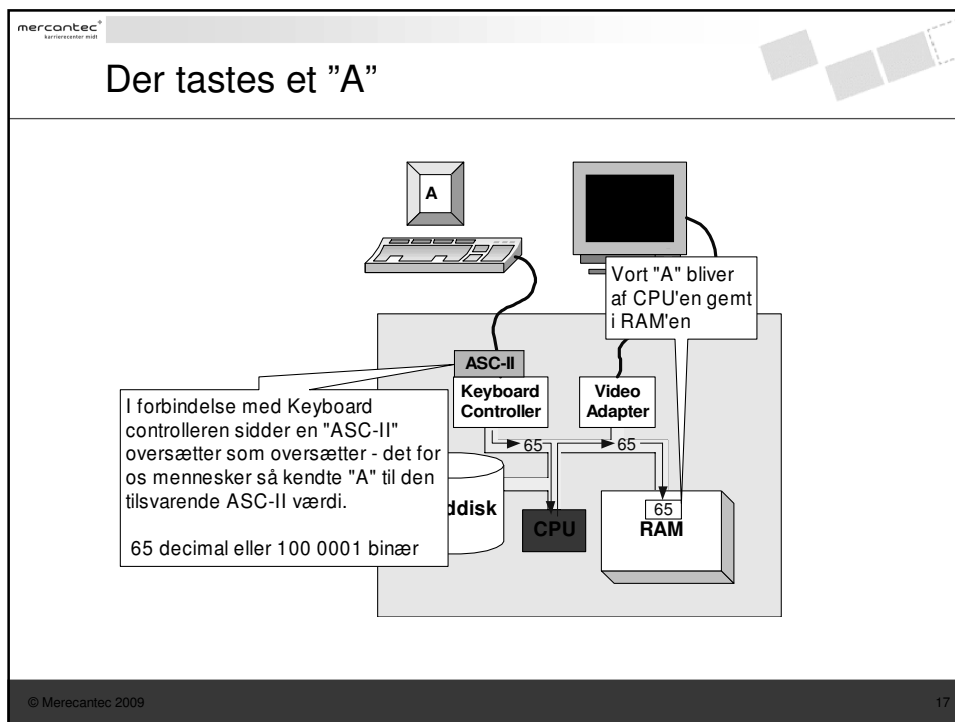 mercantec+
karrierecenter midt
Der tastes et ”A”
A
Vort "A" bliver
af CPU'en gemt
i RAM'en
ASC-II
Keyboard
Controller
Video
Adapter
I forbindelse med Keyboard
controlleren sidder en "ASC-II"
oversætter som oversætter - det for
os mennesker så kendte "A" til den
tilsvarende ASC-II værdi.
65 decimal eller 100 0001 binær
65
65
ddisk
CPU
65
RAM
© Merecantec 2009
17